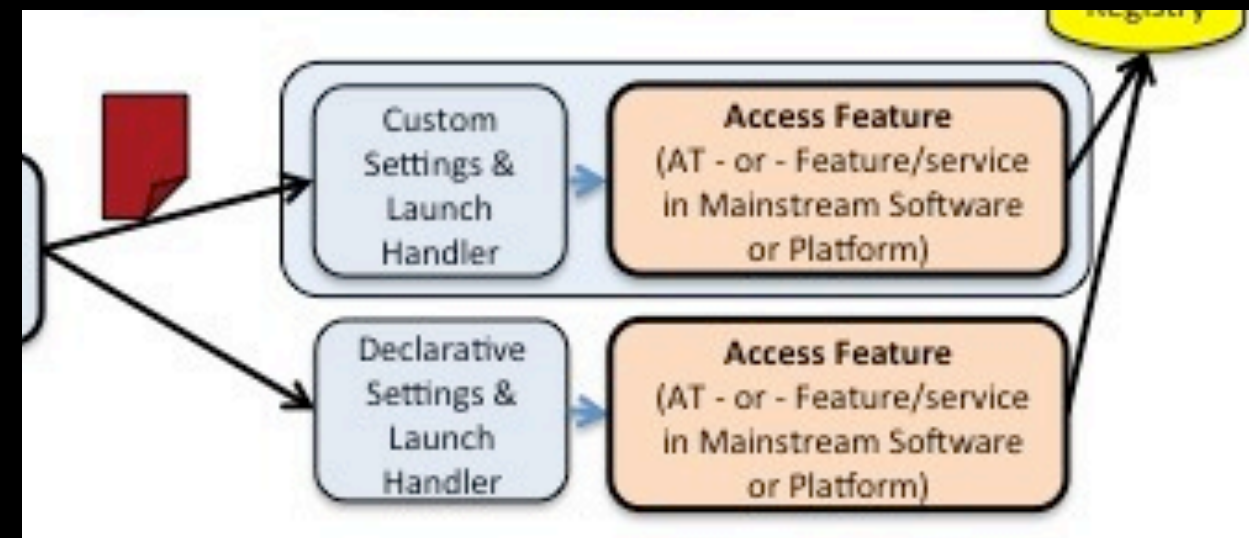 Registry
Custom
Settings &
Launch
Handler
Access Feature
(AT - or - Feature/service
in Mainstream Software
or Platform)
Declarative
Settings &
Launch
Handler
Access Feature
(AT - or - Feature/service
in Mainstream Software
or Platform)